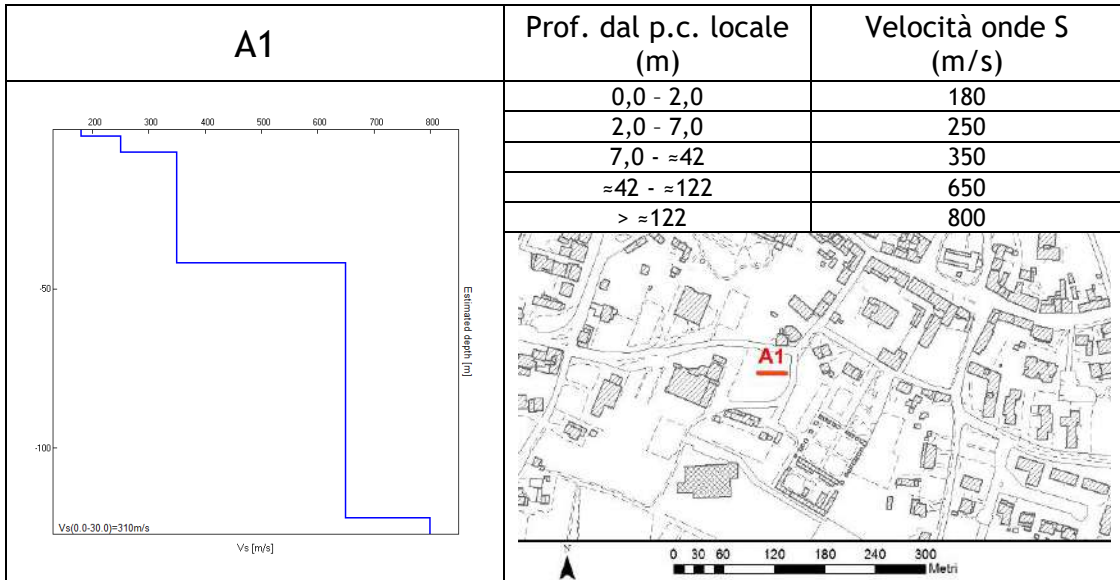 A1
Prof. dal p.c. locale
(m)
Velocità onde S
(m/s)
0,0 – 2,0 180
2,0 – 7,0 250
7,0 - ≈42 350
≈42 - ≈122 650
> ≈122 800
200 300 400 500 600 700 800
-50
-100
Estimated depth [m]
Vs(0.0-30.0)=310m/s
Vs [m/s]
A1
N
0 30 60 120 180 240 300
Metri